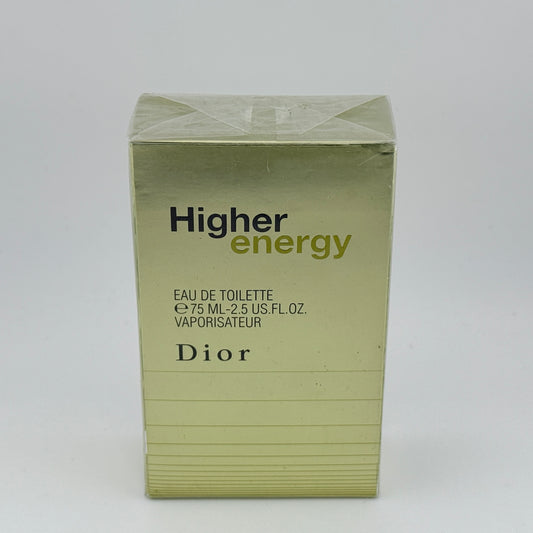 Higher
energy
EAU DE TOILETTE
℮75 ML-2.5 US.FL.OZ.
VAPORISATEUR
Dior